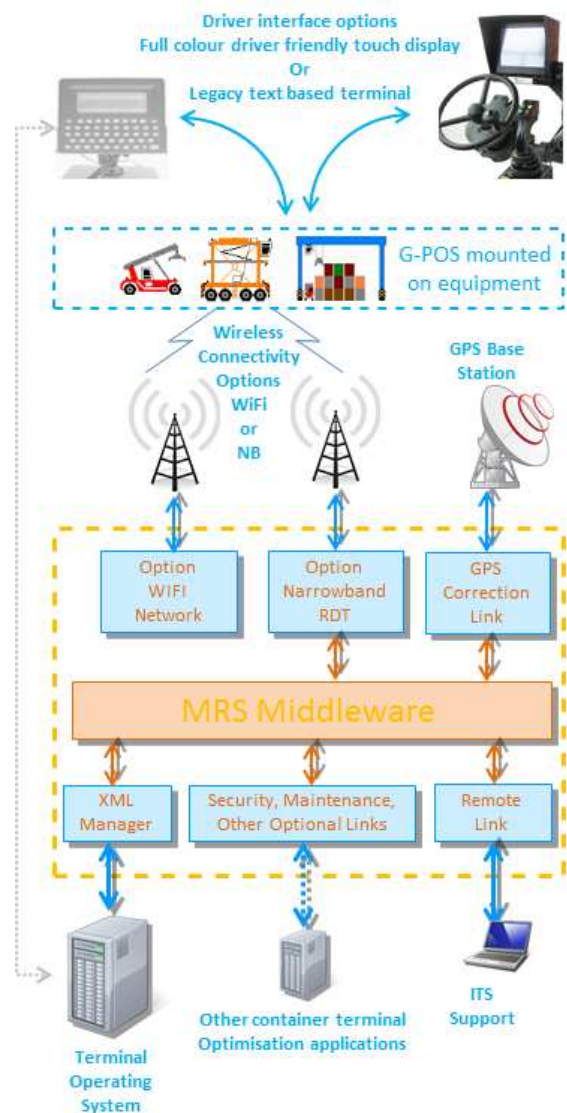 Driver interface options
Full colour driver friendly touch display
Or
Legacy text based terminal
G-POS mounted
on equipment
Wireless
Connectivity
Options
WiFi
or
NB
GPS Base
Station
Option
WIFI
Network
Option
Narrowband
RDT
GPS
Correction
Link
MRS Middleware
XML
Manager
Security, Maintenance,
Other Optional Links
Remote
Link
Terminal
Operating
System
Other container terminal
Optimisation applications
ITS
Support